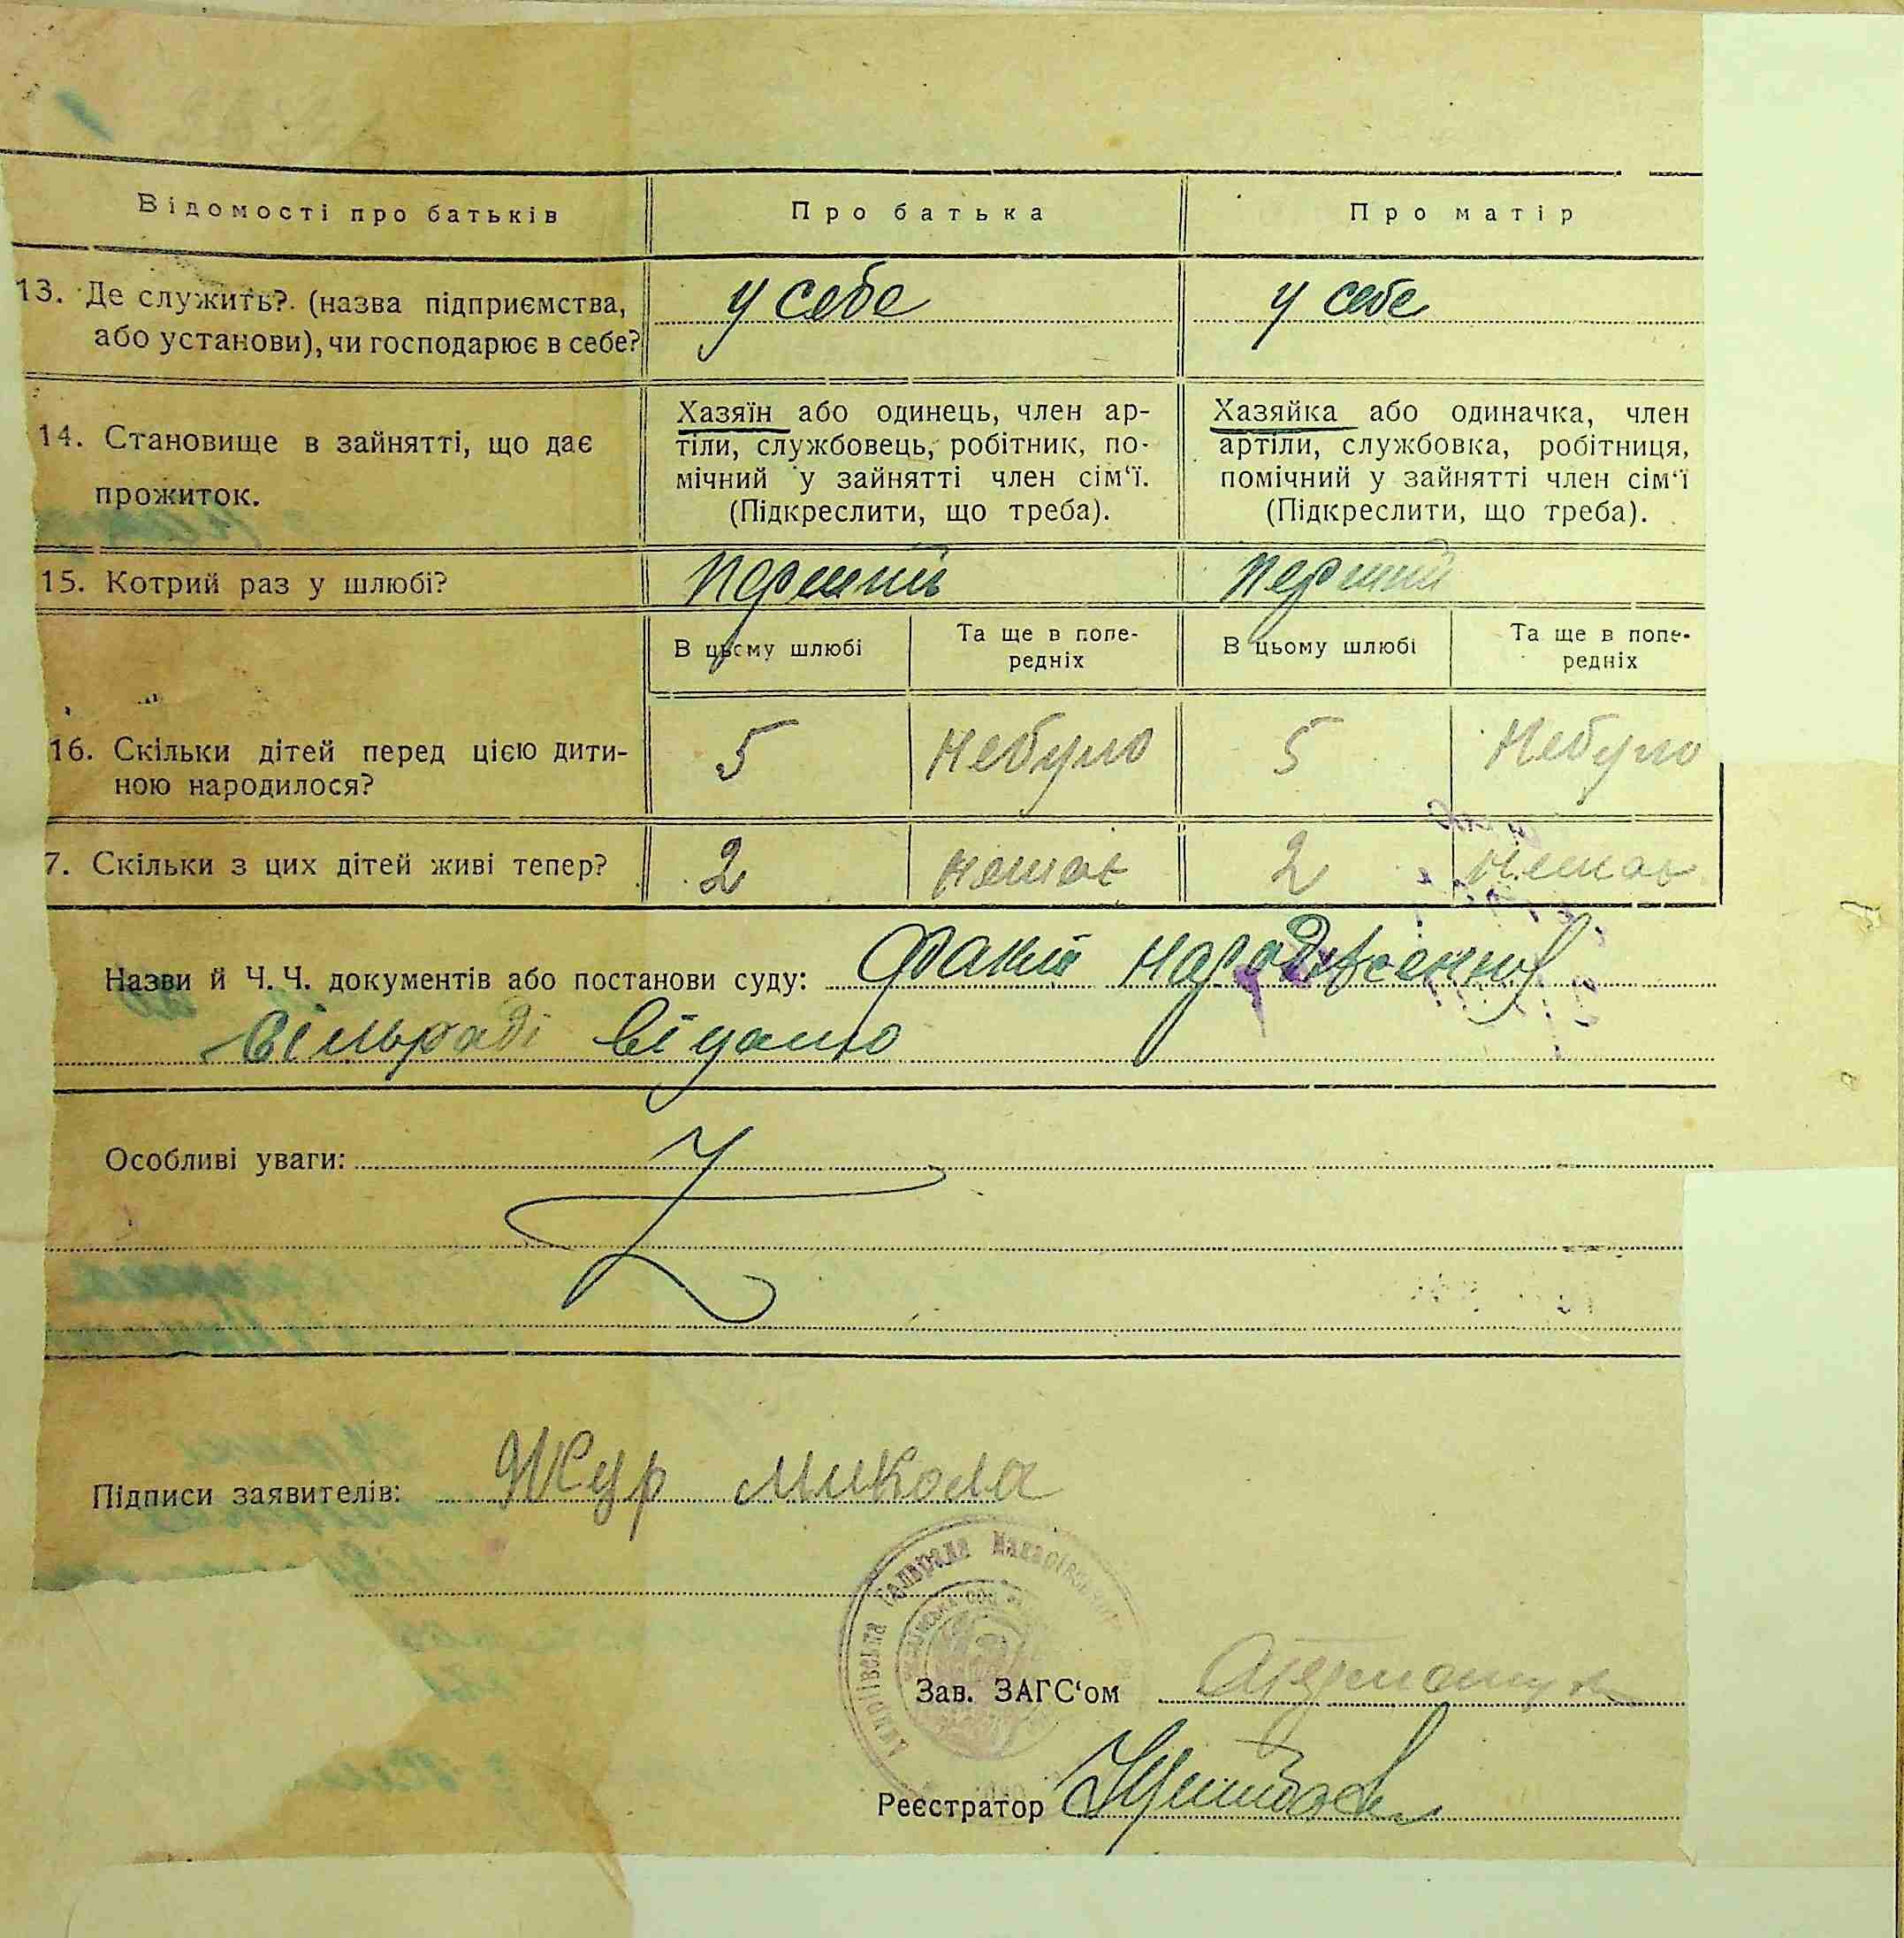 Відомості про батьків Про батька Про матір
13. Де служить? (назва підприємства, у себе у себе
або установи), чи господарює в себе?
Хазяїн або одинець, член ар- Хазяйка або одиначка, член
14. Становище в зайнятті, що дає тіли, службовець, робітник, по- артіли, службовка, робітниця,
прожиток. мічний у зайнятті член сім‘ї. помічний у зайнятті член сім‘ї
(Підкреслити, що треба). (Підкреслити, що треба).
15. Котрий раз у шлюбі? перший перший
В цьому шлюбі Та ще в попе- В цьому шлюбі Та ще в попе-
редніх редніх
16. Скільки дітей перед цією дити- 5 Небуло 5 Небуло
ною народилося?
7. Скільки з цих дітей живі тепер? 2 немає 2 немає
Назви й Ч. Ч. документів або постанови суду: Факт народження
сільраді відомо
Особливі уваги:
Підписи заявителів: Жур Микола
сільрада Макарівського
Зав. ЗАГС‘ом
Реєстратор